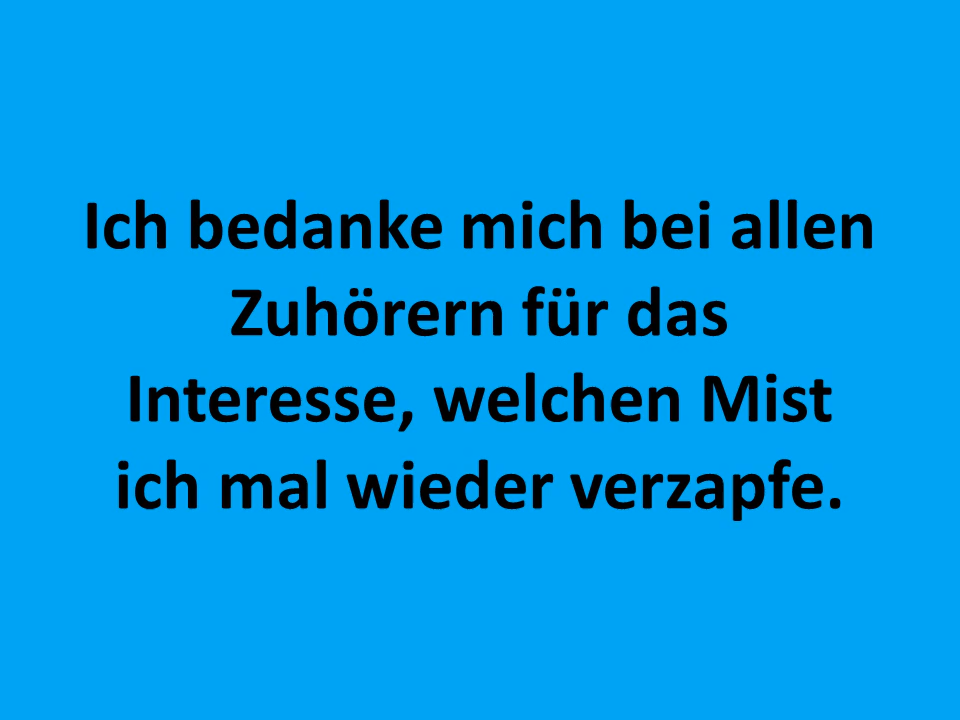 Ich bedanke mich bei allen
Zuhörern für das
Interesse, welchen Mist
ich mal wieder verzapfe.